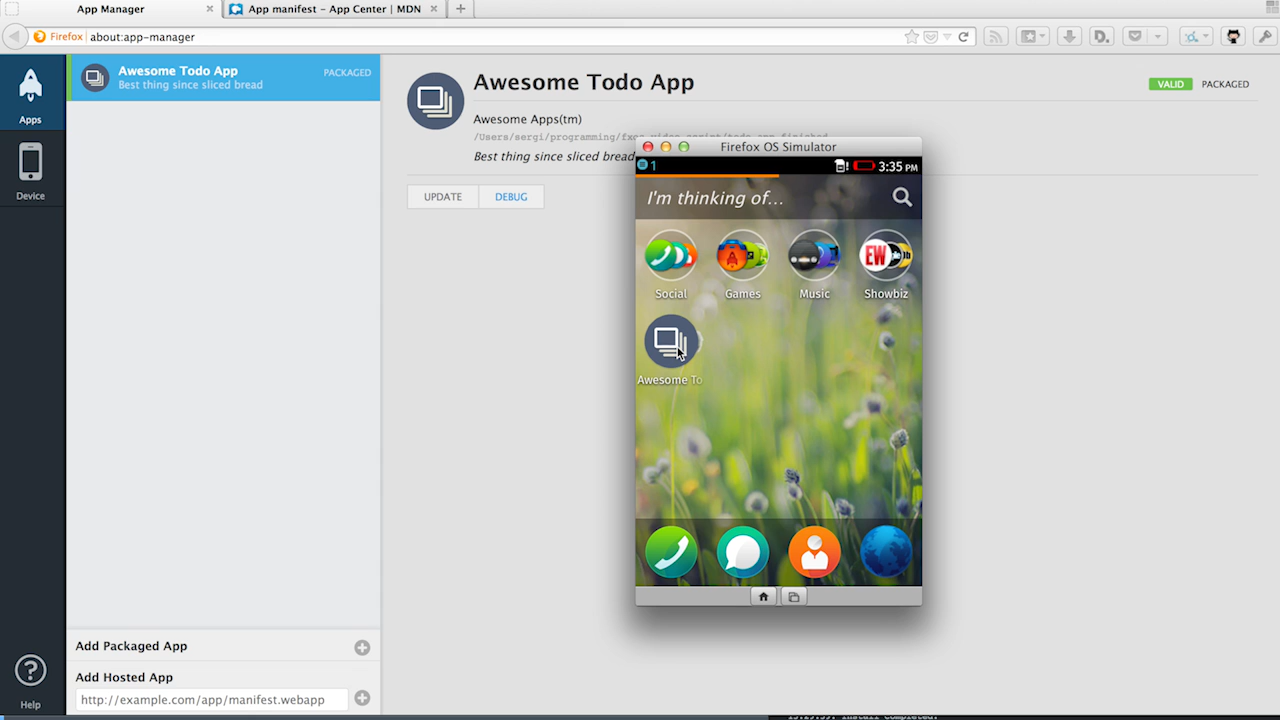 App Manager
App manifest - App Center | MDN
Firefox about:app-manager
Apps
Device
Help
Awesome Todo App
PACKAGED
Best thing since sliced bread
Add Packaged App
Add Hosted App
http://example.com/app/manifest.webapp
Awesome Todo App
VALID
PACKAGED
Awesome Apps(tm)
Best thing since sliced bread
UPDATE
DEBUG
Firefox OS Simulator
1
3:35 PM
I'm thinking of...
Social
Games
Music
EW
Showbiz
Awesome To